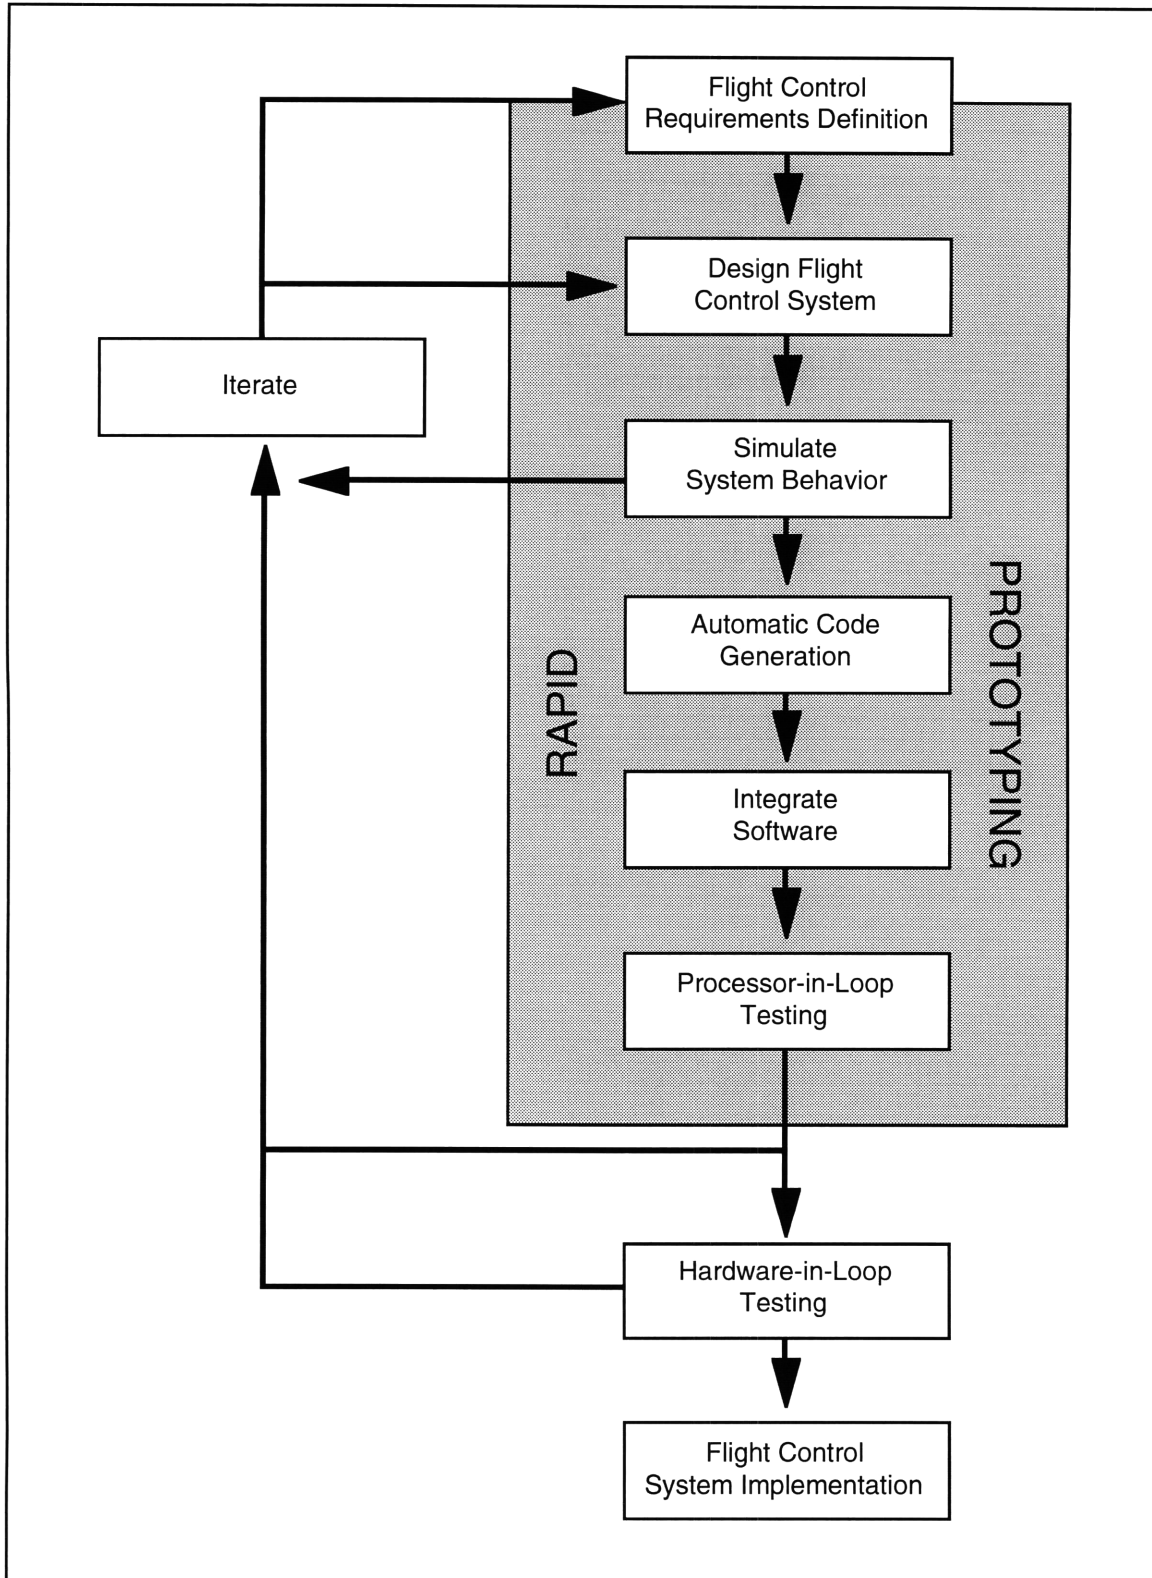 Flight Control
Requirements Definition
Design Flight
Control System
Iterate
Simulate
System Behavior
Automatic Code
Generation
RAPID
PROTOTYPING
Integrate
Software
Processor-in-Loop
Testing
Hardware-in-Loop
Testing
Flight Control
System Implementation